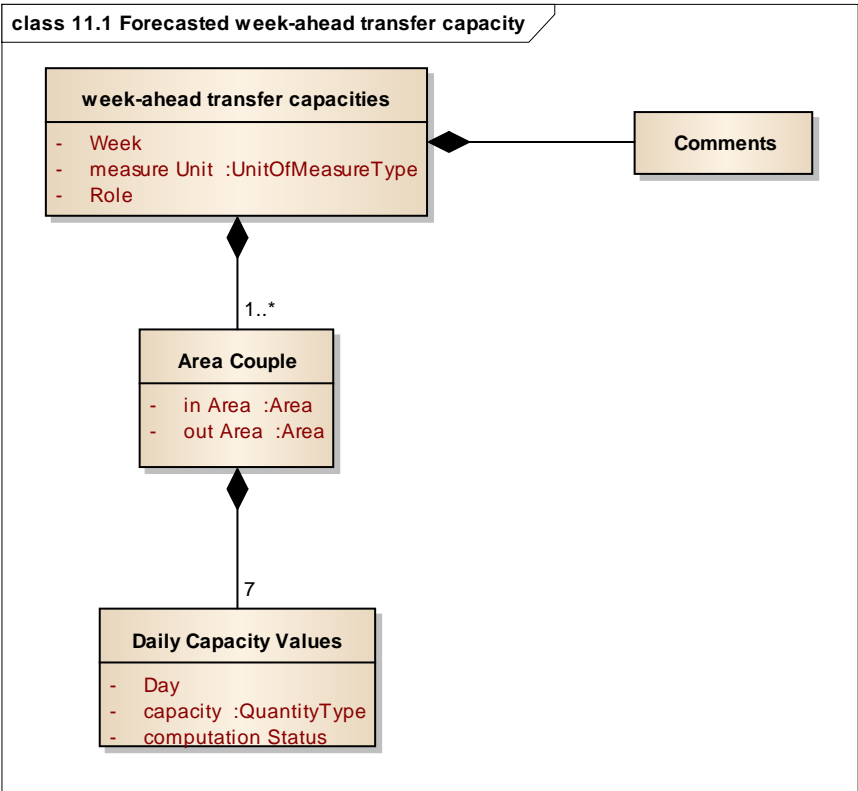 class 11.1 Forecasted week-ahead transfer capacity
week-ahead transfer capacities
- Week
- measure Unit :UnitOfMeasureType
- Role
Comments
1..*
Area Couple
- in Area :Area
- out Area :Area
7
Daily Capacity Values
- Day
- capacity :QuantityType
- computation Status